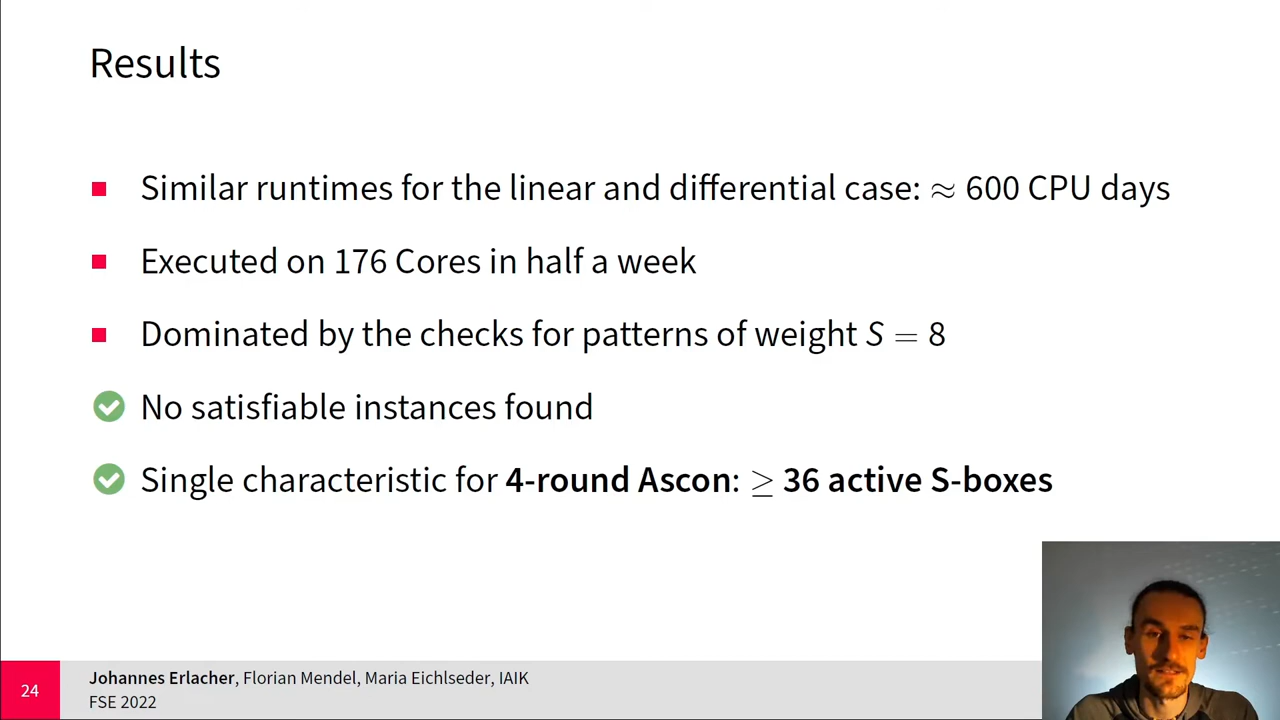 Results
Similar runtimes for the linear and differential case: ≈ 600 CPU days
Executed on 176 Cores in half a week
Dominated by the checks for patterns of weight S = 8
No satisfiable instances found
Single characteristic for 4-round Ascon: ≥ 36 active S-boxes
24
Johannes Erlacher, Florian Mendel, Maria Eichlseder, IAIK
FSE 2022